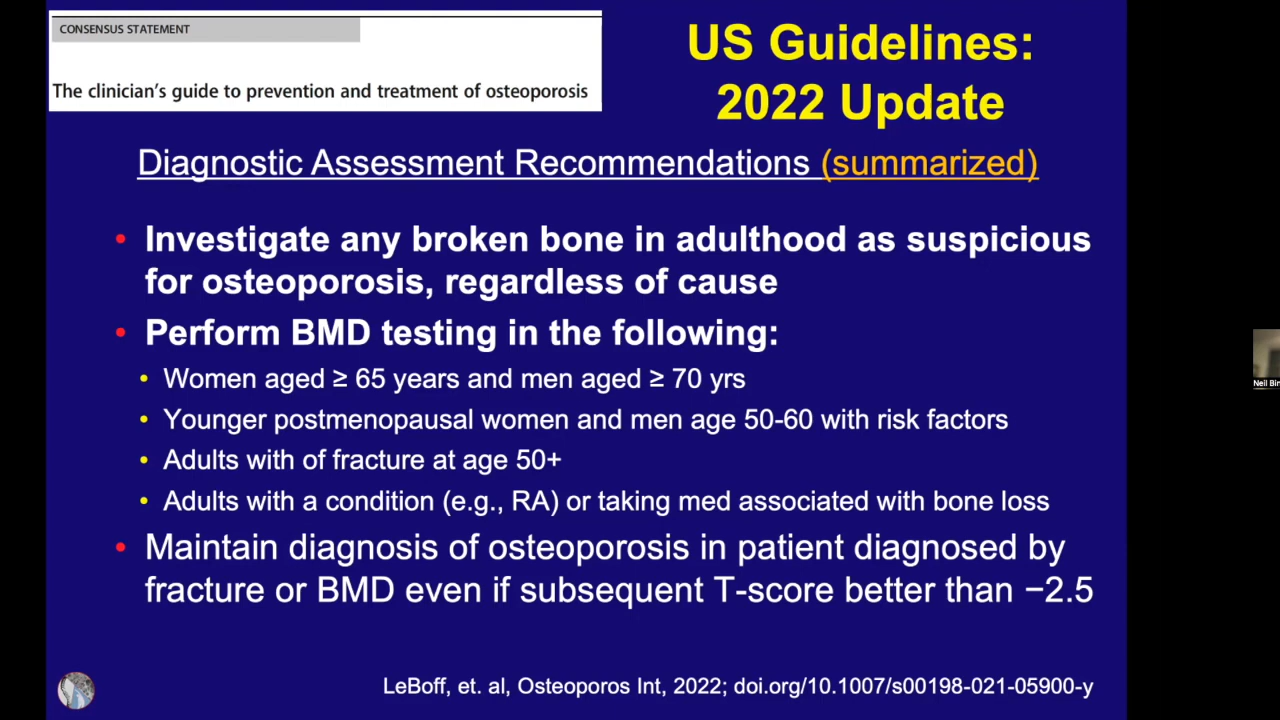 CONSENSUS STATEMENT
The clinician's guide to prevention and treatment of osteoporosis
US Guidelines:
2022 Update
Diagnostic Assessment Recommendations (summarized)
• Investigate any broken bone in adulthood as suspicious
for osteoporosis, regardless of cause
• Perform BMD testing in the following:
• Women aged ≥ 65 years and men aged ≥ 70 yrs
• Younger postmenopausal women and men age 50-60 with risk factors
• Adults with of fracture at age 50+
• Adults with a condition (e.g., RA) or taking med associated with bone loss
• Maintain diagnosis of osteoporosis in patient diagnosed by
fracture or BMD even if subsequent T-score better than −2.5
LeBoff, et. al, Osteoporos Int, 2022; doi.org/10.1007/s00198-021-05900-y
Neil Bin